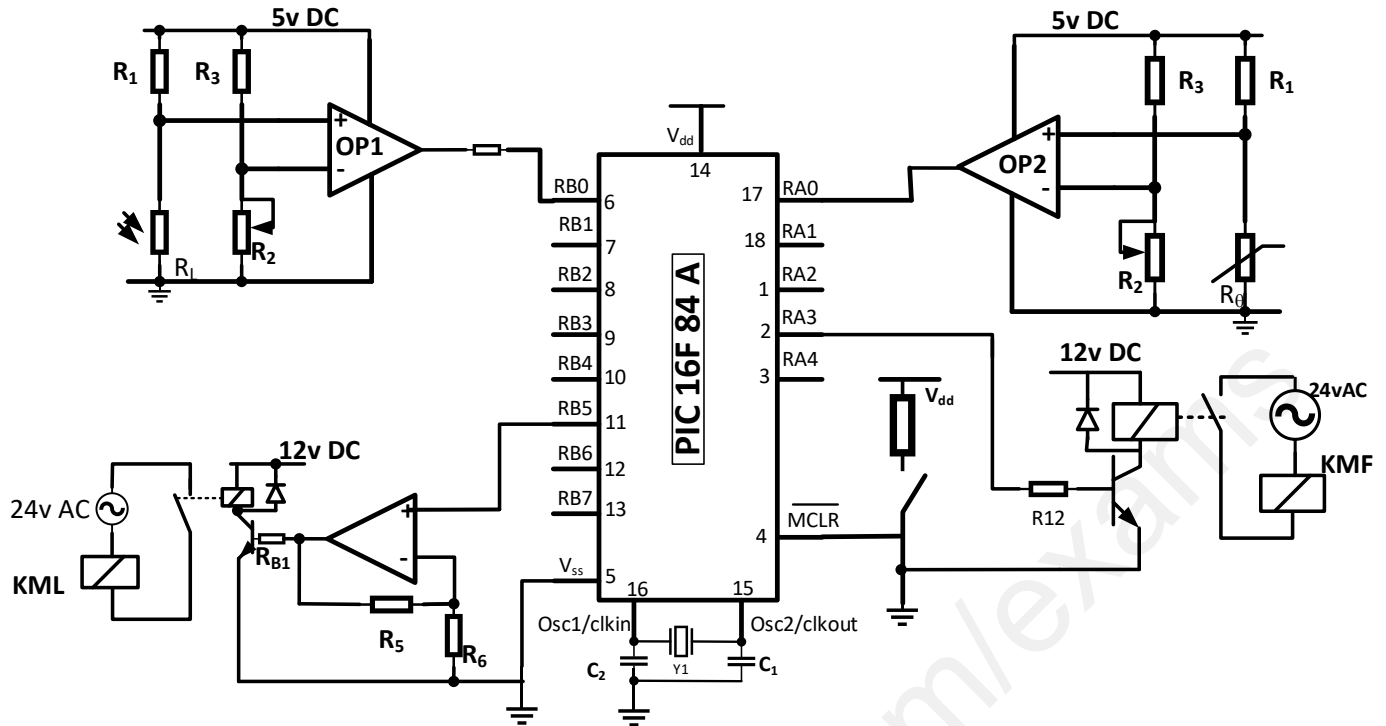 5v DC
R1
R3
OP1
RL
R2
5v DC
R3
R1
OP2
R2
Rθ
Vdd
14
RB0
6
RB1
7
RB2
8
RB3
9
RB4
10
RB5
11
RB6
12
RB7
13
Vss
5
PIC 16F 84 A
17
RA0
18
RA1
1
RA2
2
RA3
3
RA4
4
MCLR
16
15
Osc1/clkin
Osc2/clkout
C2
Y1
C1
Vdd
12v DC
24vAC
KMF
R12
12v DC
24v AC
KML
RB1
R5
R6
+
-
+
-
+
-
m/exams